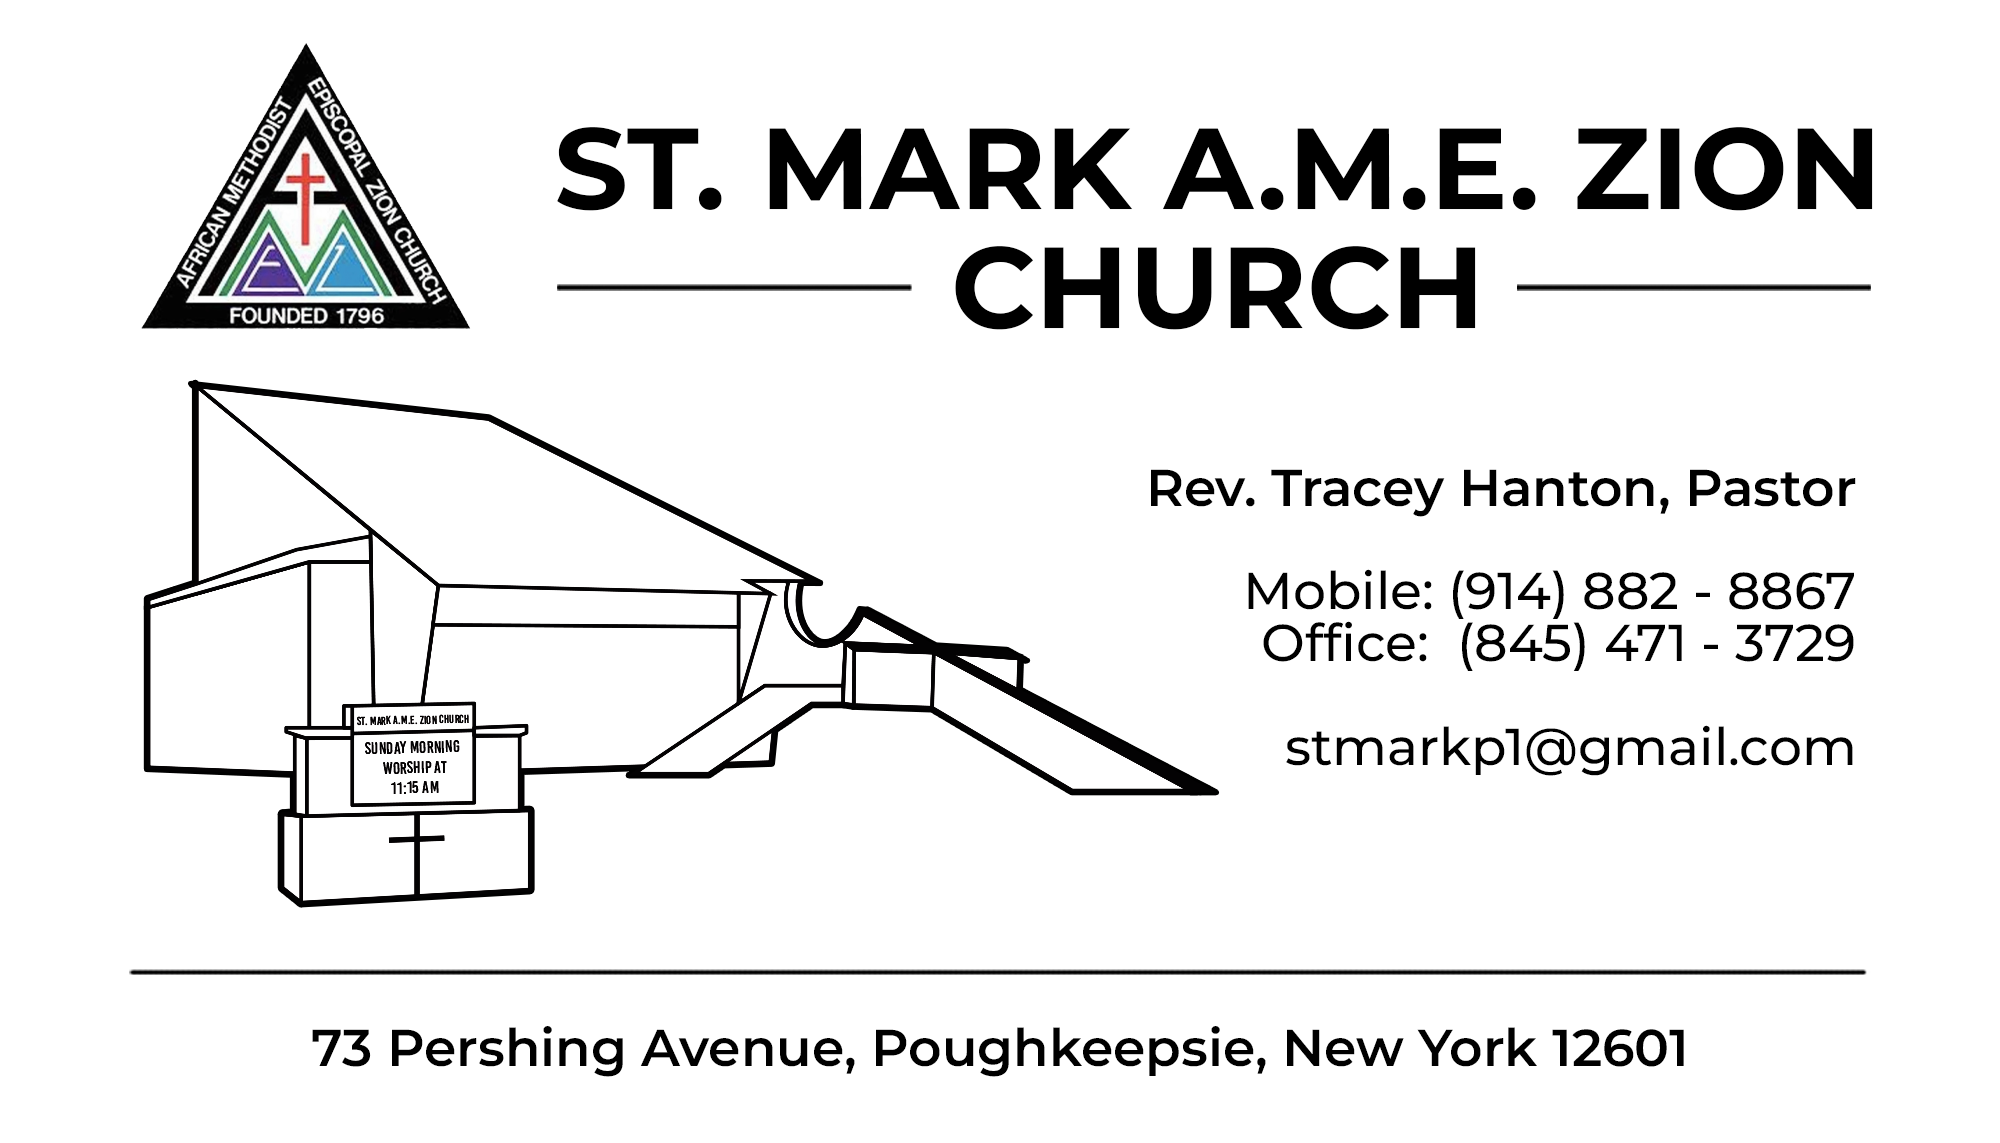 AFRICAN METHODIST
EPISCOPAL ZION CHURCH
EMZ
FOUNDED 1796
ST. MARK A.M.E. ZION
CHURCH
Rev. Tracey Hanton, Pastor
Mobile: (914) 882 - 8867
Office: (845) 471 - 3729
stmarkp1@gmail.com
ST. MARK A.M.E. ZION CHURCH
SUNDAY MORNING
WORSHIP AT
11:15 AM
73 Pershing Avenue, Poughkeepsie, New York 12601